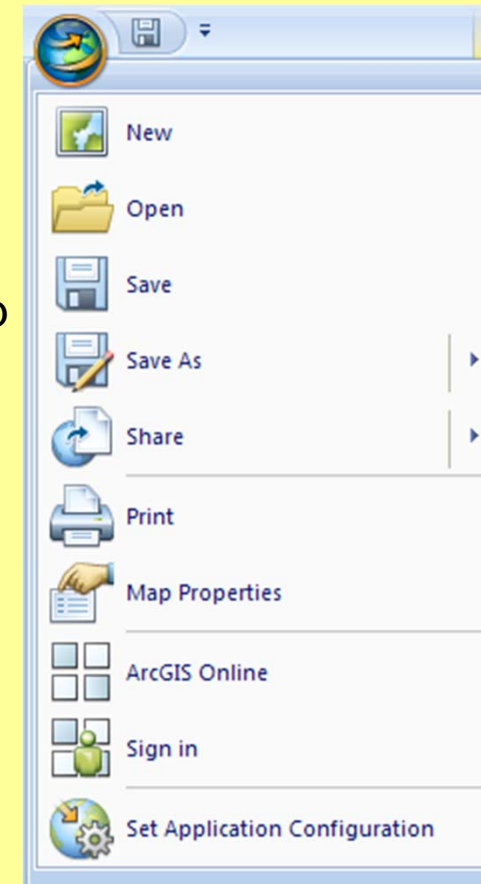 New
Open
Save
Save As
Share
Print
Map Properties
ArcGIS Online
Sign in
Set Application Configuration